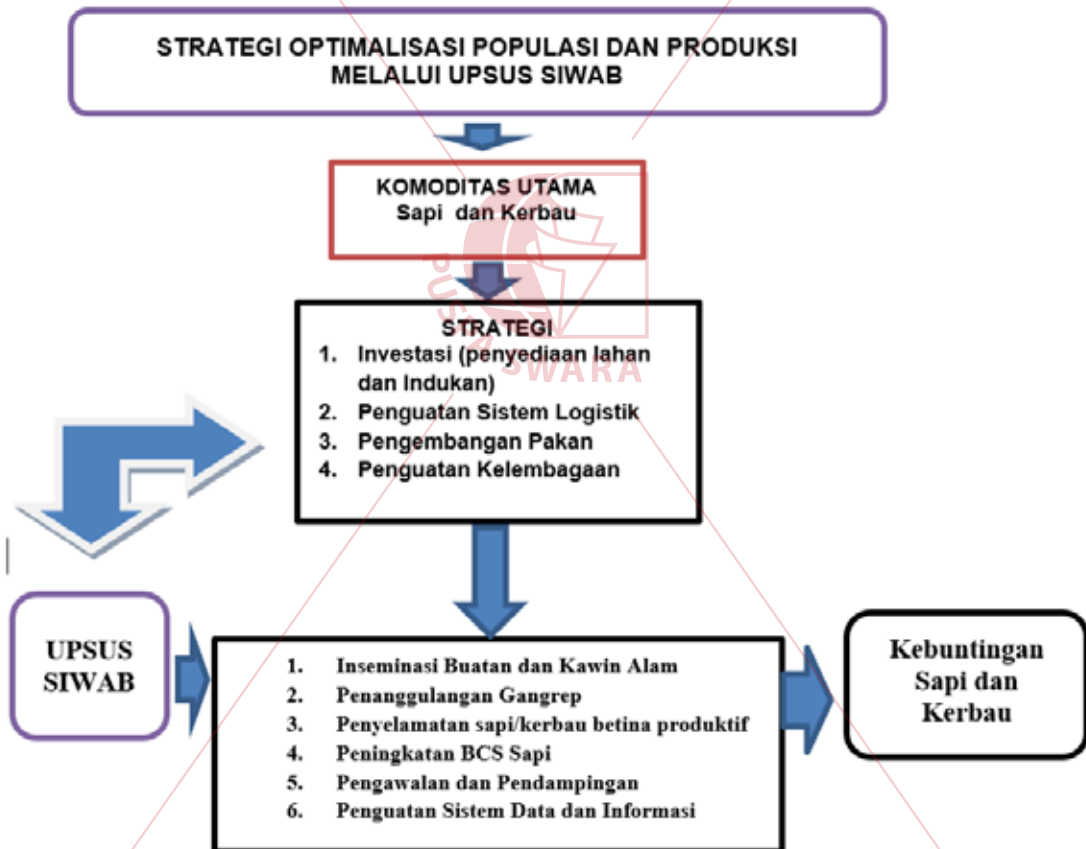 STRATEGI OPTIMALISASI POPULASI DAN PRODUKSI
MELALUI UPSUS SIWAB
KOMODITAS UTAMA
Sapi dan Kerbau
PUSTA SWARA
STRATEGI
1. Investasi (penyediaan lahan
dan Indukan)
2. Penguatan Sistem Logistik
3. Pengembangan Pakan
4. Penguatan Kelembagaan
UPSUS
SIWAB
1. Inseminasi Buatan dan Kawin Alam
2. Penanggulangan Gangrep
3. Penyelamatan sapi/kerbau betina produktif
4. Peningkatan BCS Sapi
5. Pengawalan dan Pendampingan
6. Penguatan Sistem Data dan Informasi
Kebuntingan
Sapi dan
Kerbau